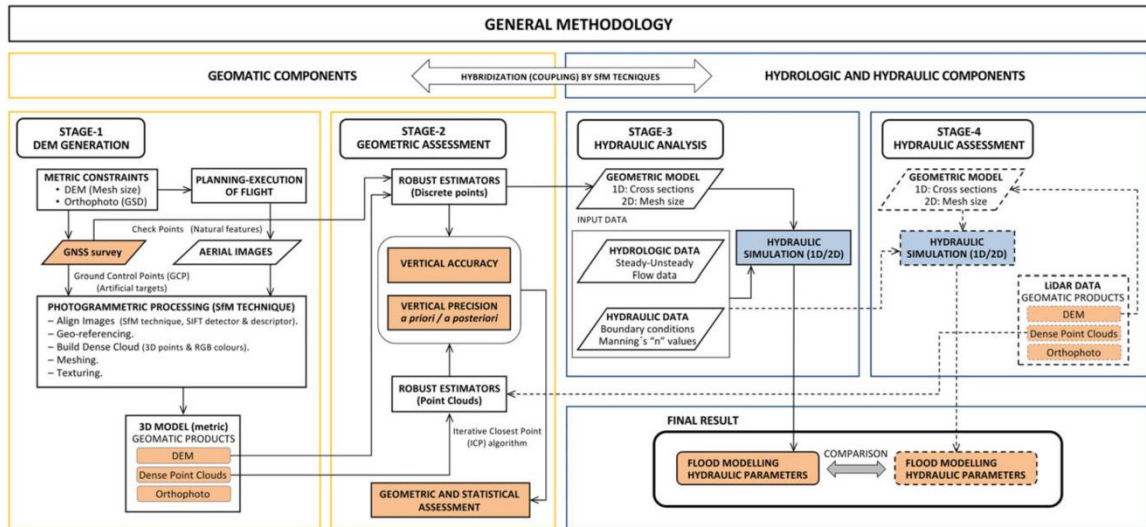 GENERAL METHODOLOGY
GEOMATIC COMPONENTS
HYBRIDIZATION (COUPLING) BY SfM TECNIQUES
HYDROLOGIC AND HYDRAULIC COMPONENTS
STAGE-1
DEM GENERATION
METRIC CONSTRAINTS
• DEM (Mesh size)
• Orthophoto (GSD)
PLANNING-EXECUTION
OF FLIGHT
Check Points (Natural features)
GNSS survey
AERIAL IMAGES
Ground Control Points (GCP)
(Artificial targets)
PHOTOGRAMMETRIC PROCESSING (SfM TECHNIQUE)
— Align Images (SfM technique, SIFT detector & descriptor).
— Geo-referencing.
— Build Dense Cloud (3D points & RGB colours).
— Meshing.
— Texturing.
3D MODEL (metric)
GEOMATIC PRODUCTS
DEM
Dense Point Clouds
Orthophoto
STAGE-2
GEOMETRIC ASSESSMENT
ROBUST ESTIMATORS
(Discrete points)
VERTICAL ACCURACY
VERTICAL PRECISION
a priori / a posteriori
ROBUST ESTIMATORS
(Point Clouds)
Iterative Closest Point
(ICP) algorithm
GEOMETRIC AND STATISTICAL
ASSESSMENT
STAGE-3
HYDRAULIC ANALYSIS
GEOMETRIC MODEL
1D: Cross sections
2D: Mesh size
INPUT DATA
HYDROLOGIC DATA
Steady-Unsteady
Flow data
HYDRAULIC DATA
Boundary conditions
Manning´s "n" values
HYDRAULIC
SIMULATION (1D/2D)
STAGE-4
HYDRAULIC ASSESSMENT
GEOMETRIC MODEL
1D: Cross sections
2D: Mesh size
HYDRAULIC
SIMULATION (1D/2D)
LiDAR DATA
GEOMATIC PRODUCTS
DEM
Dense Point Clouds
Orthophoto
FINAL RESULT
FLOOD MODELLING
HYDRAULIC PARAMETERS
COMPARISON
FLOOD MODELLING
HYDRAULIC PARAMETERS